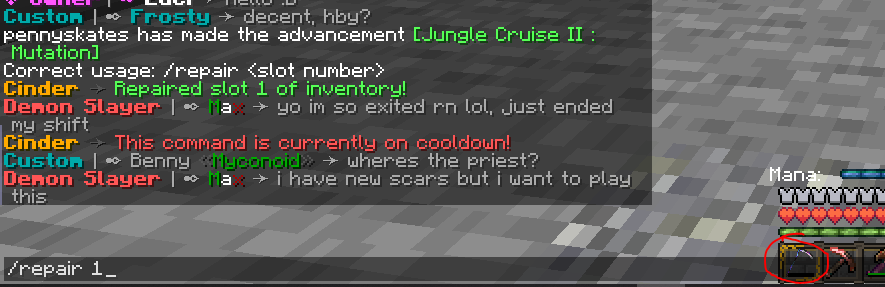 Custom | Frosty → decent, hby?
pennyskates has made the advancement [Jungle Cruise II :
Mutation]
Correct usage: /repair <slot number>
Cinder → Repaired slot 1 of inventory!
Demon Slayer | Max → yo im so exited rn lol, just ended
my shift
Cinder → This command is currently on cooldown!
Custom | Benny «Myconoid» → wheres the priest?
Demon Slayer | Max → i have new scars but i want to play
this
Mana:
/repair 1_